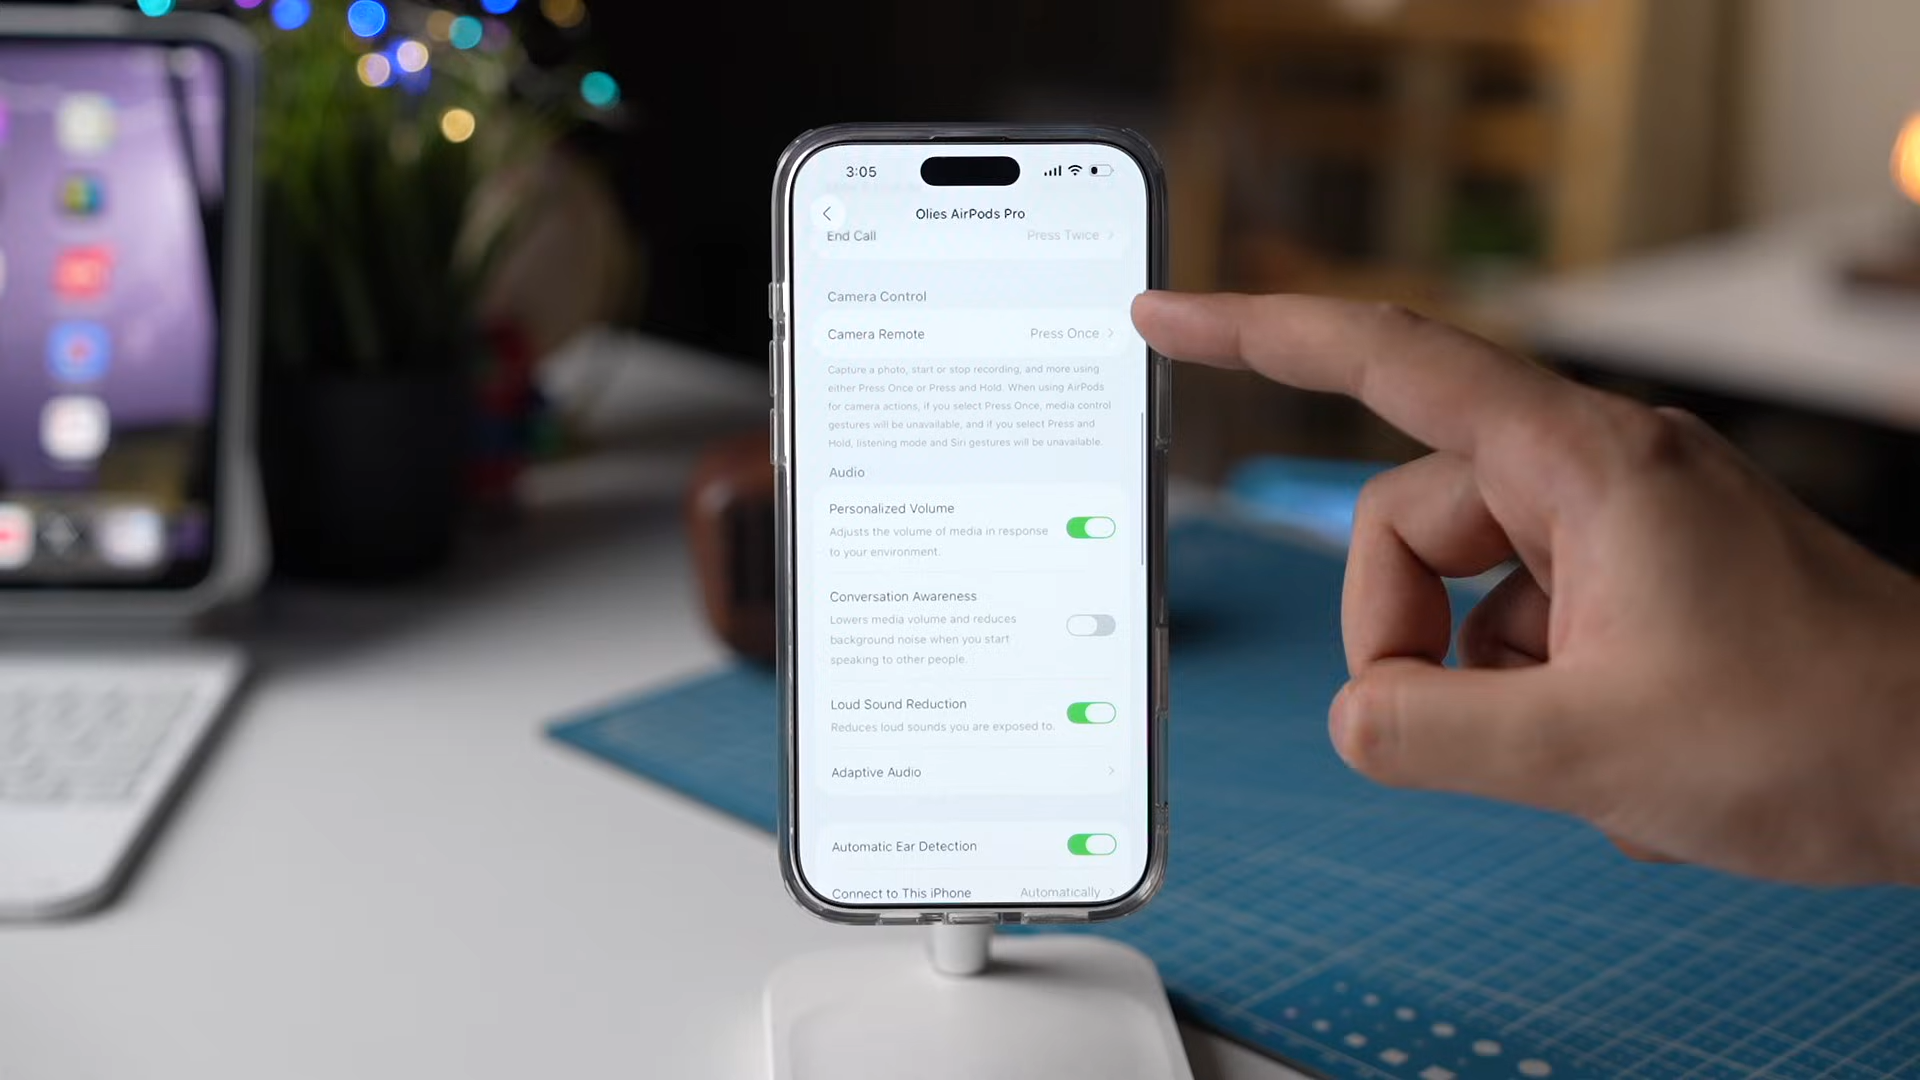 3:05
Olies AirPods Pro
End Call Press Twice
Camera Control
Camera Remote Press Once
Capture a photo, start or stop recording, and more using
either Press Once or Press and Hold. When using AirPods
for camera actions, if you select Press Once, media control
gestures will be unavailable, and if you select Press and
Hold, listening mode and Siri gestures will be unavailable.
Audio
Personalized Volume
Adjusts the volume of media in response
to your environment.
Conversation Awareness
Lowers media volume and reduces
background noise when you start
speaking to other people.
Loud Sound Reduction
Reduces loud sounds you are exposed to.
Adaptive Audio
Automatic Ear Detection
Connect to This iPhone Automatically